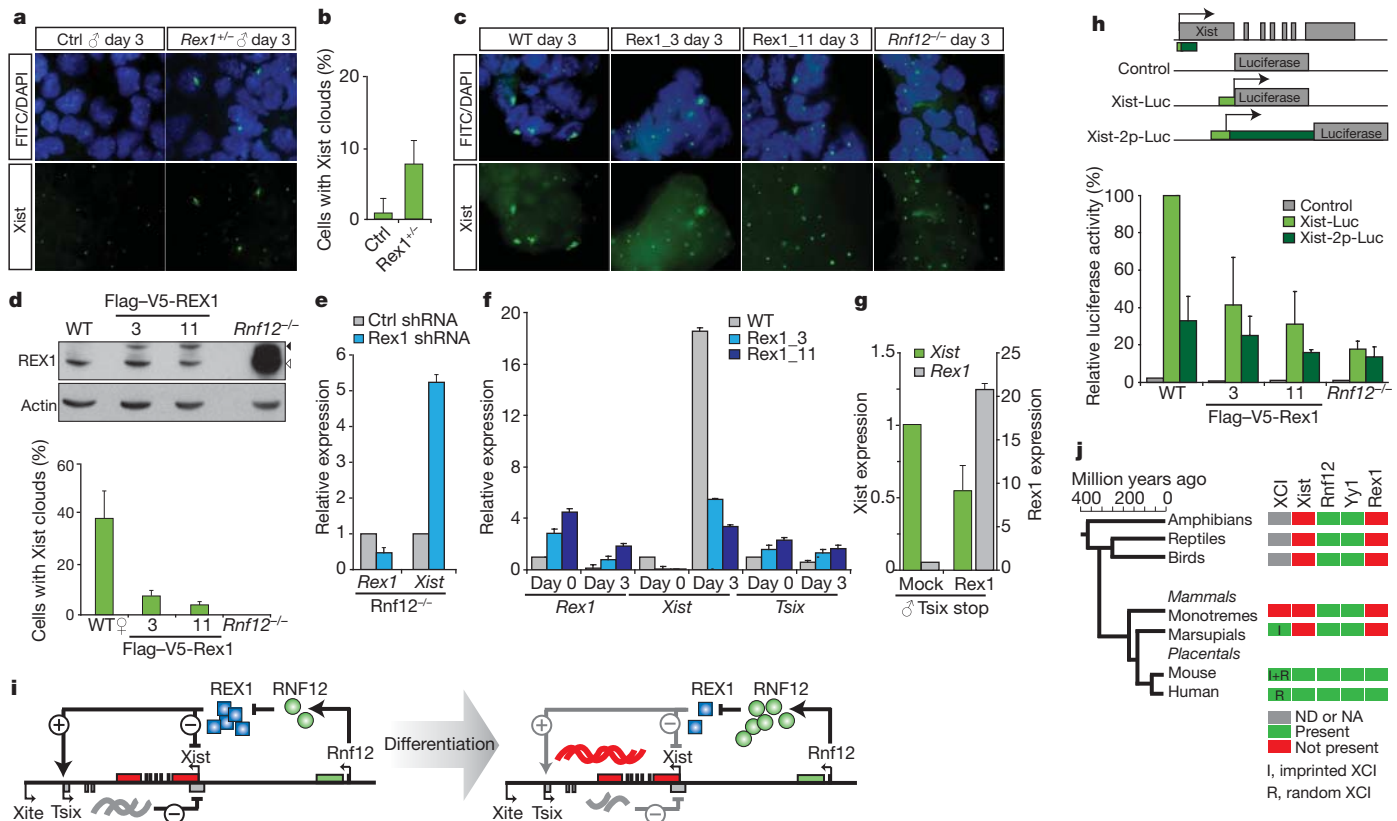 a
Ctrl ♂ day 3
Rex1+/– ♂ day 3
FITC/DAPI
Xist
b
Cells with Xist clouds (%)
20
10
0
Ctrl
Rex1+/–
c
WT day 3
Rex1_3 day 3
Rex1_11 day 3
Rnf12–/– day 3
FITC/DAPI
Xist
d
Flag–V5-REX1
WT
3
11
Rnf12–/–
REX1
Actin
Cells with Xist clouds (%)
60
40
20
0
WT♀
3
11
Rnf12–/–
Flag–V5-Rex1
e
Ctrl shRNA
Rex1 shRNA
Relative expression
6
5
4
3
2
1
0
Rex1
Xist
Rnf12–/–
f
WT
Rex1_3
Rex1_11
Relative expression
20
16
12
8
4
0
Day 0
Day 3
Day 0
Day 3
Day 0
Day 3
Rex1
Xist
Tsix
g
Xist
Rex1
Xist expression
1.5
1
0.5
0
Rex1 expression
25
20
15
10
5
0
Mock
Rex1
♂ Tsix stop
h
Xist
Control
Luciferase
Xist-Luc
Luciferase
Xist-2p-Luc
Luciferase
Relative luciferase activity (%)
100
80
60
40
20
0
Control
Xist-Luc
Xist-2p-Luc
WT
3
11
Rnf12–/–
Flag–V5-Rex1
i
REX1
RNF12
+
–
Xist
Rnf12
Xite
Tsix
–
Differentiation
REX1
RNF12
+
–
Xist
Rnf12
Xite
Tsix
–
j
Million years ago
400
200
0
XCI
Xist
Rnf12
Yy1
Rex1
Amphibians
Reptiles
Birds
Mammals
Monotremes
Marsupials
I
Placentals
Mouse
I+R
Human
R
ND or NA
Present
Not present
I, imprinted XCI
R, random XCI